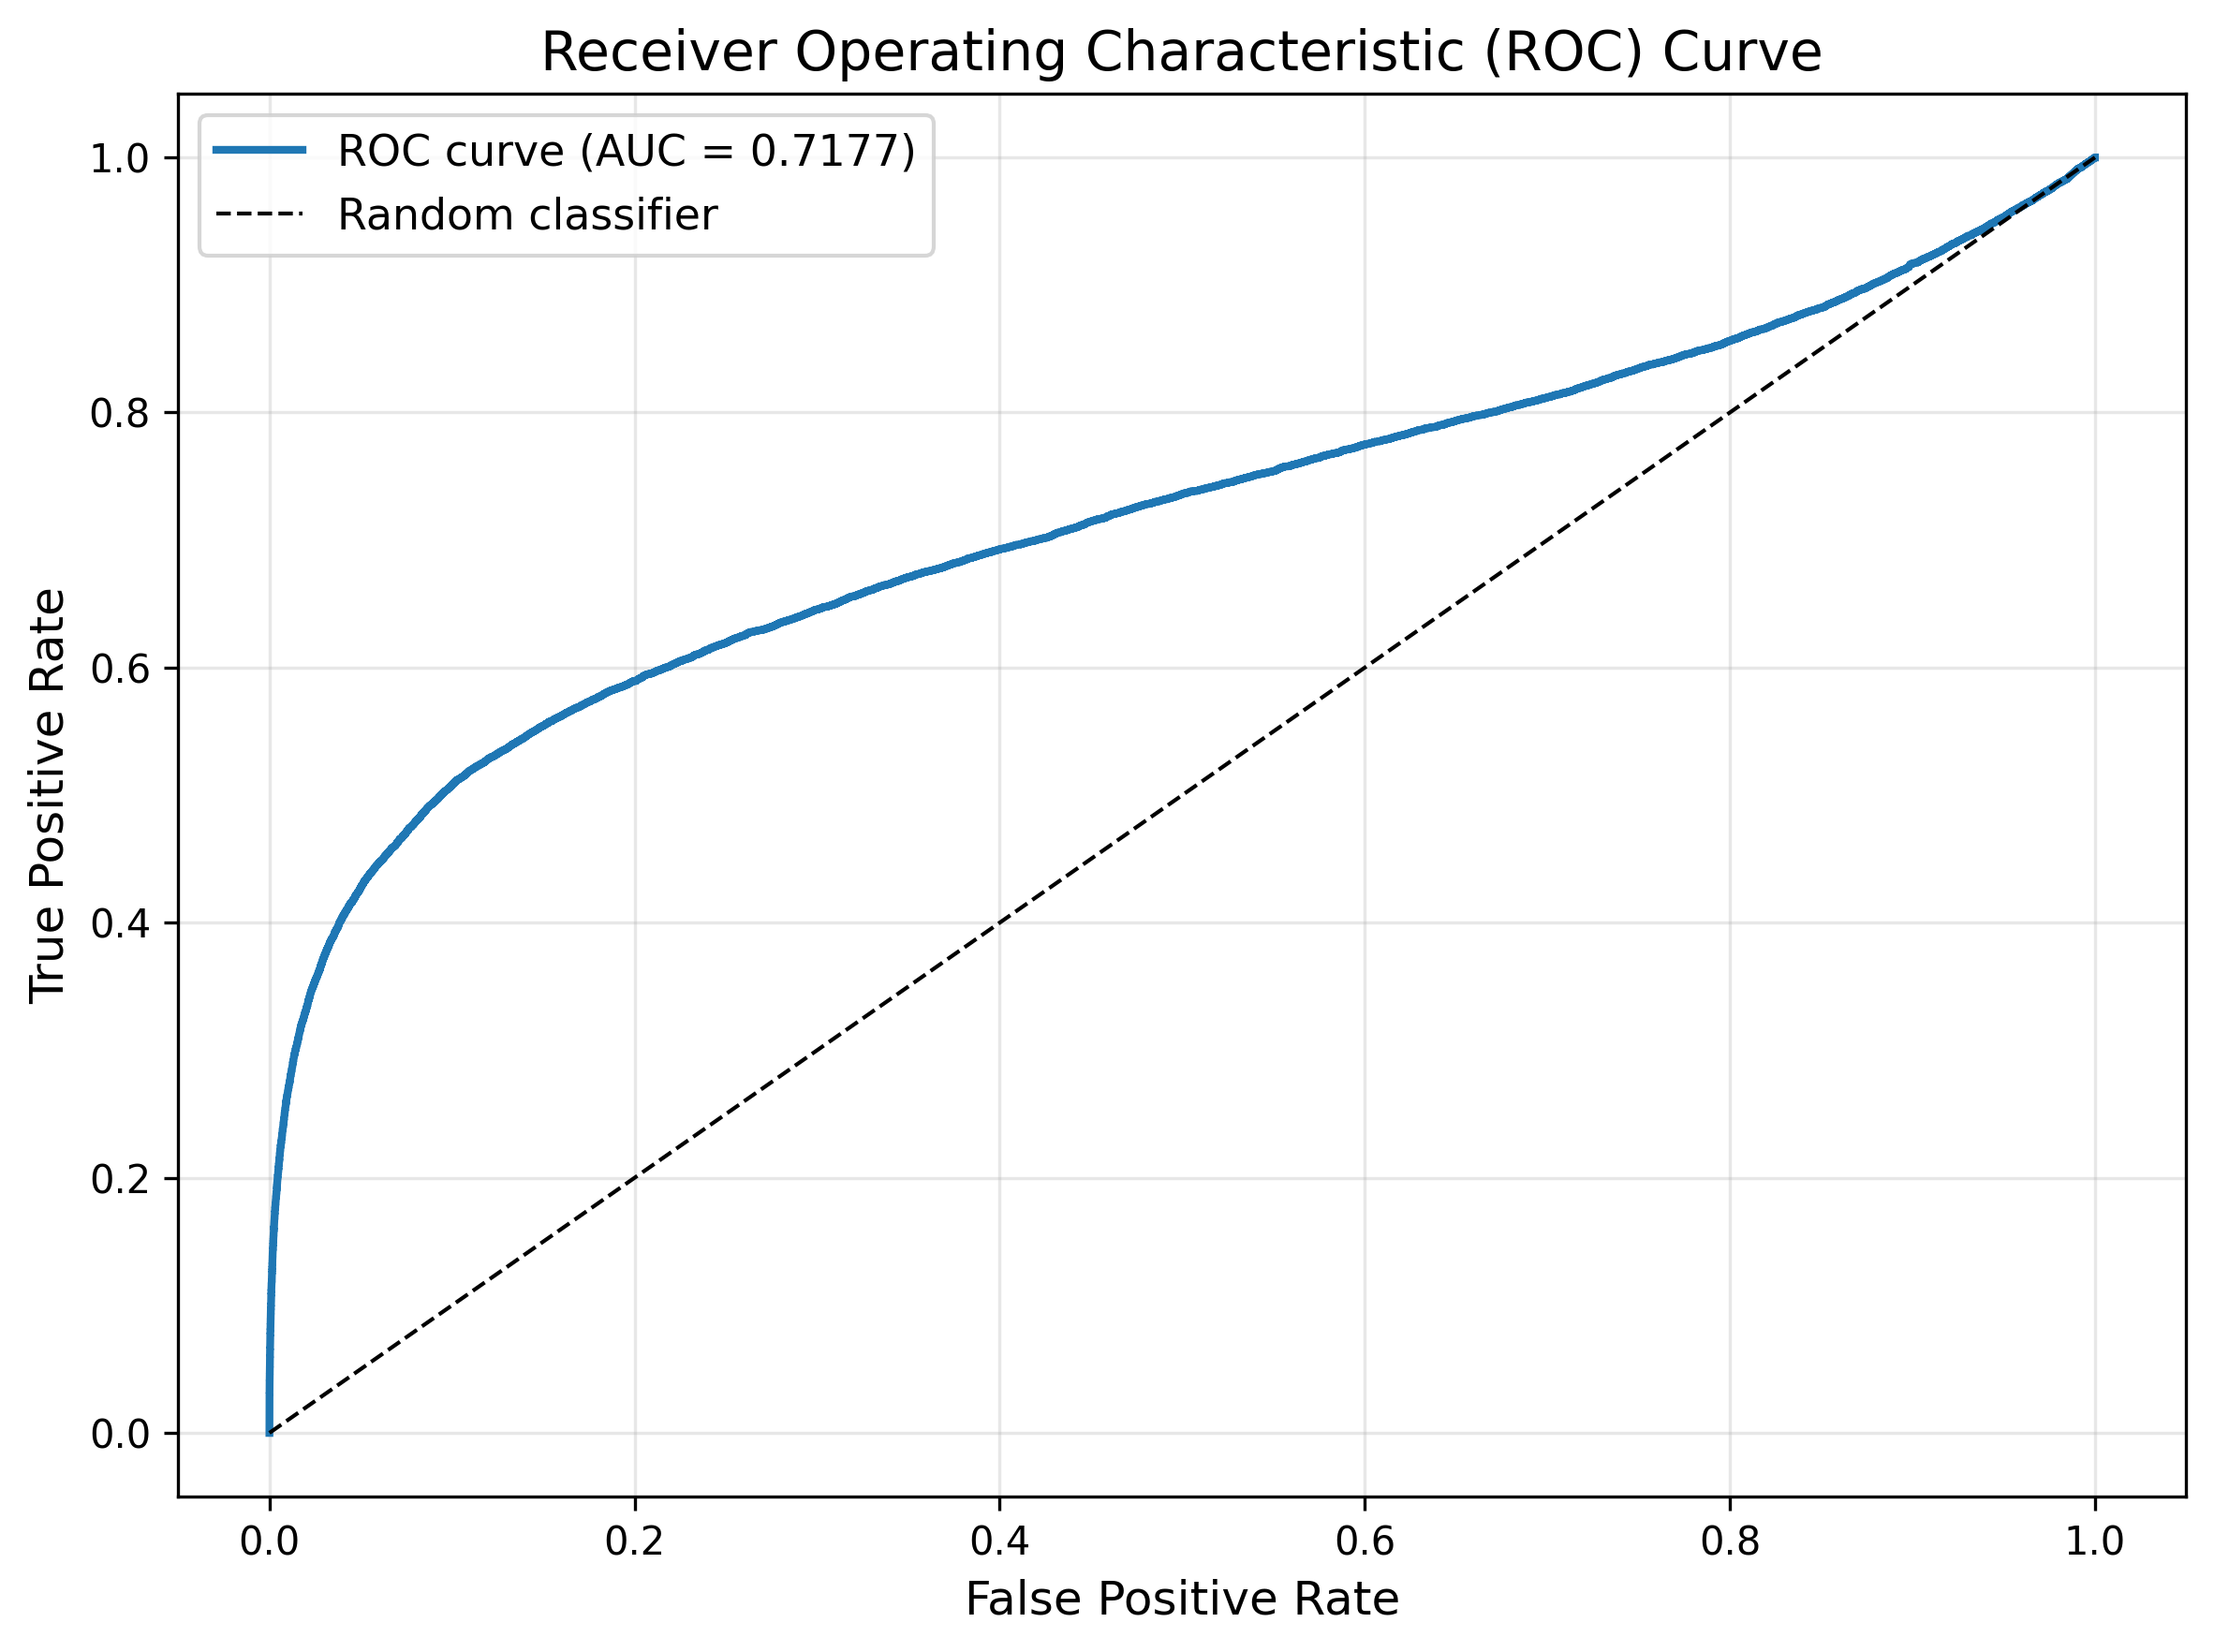 Receiver Operating Characteristic (ROC) Curve
ROC curve (AUC = 0.7177)
Random classifier
True Positive Rate
1.0
0.8
0.6
0.4
0.2
0.0
0.0 0.2 0.4 0.6 0.8 1.0
False Positive Rate